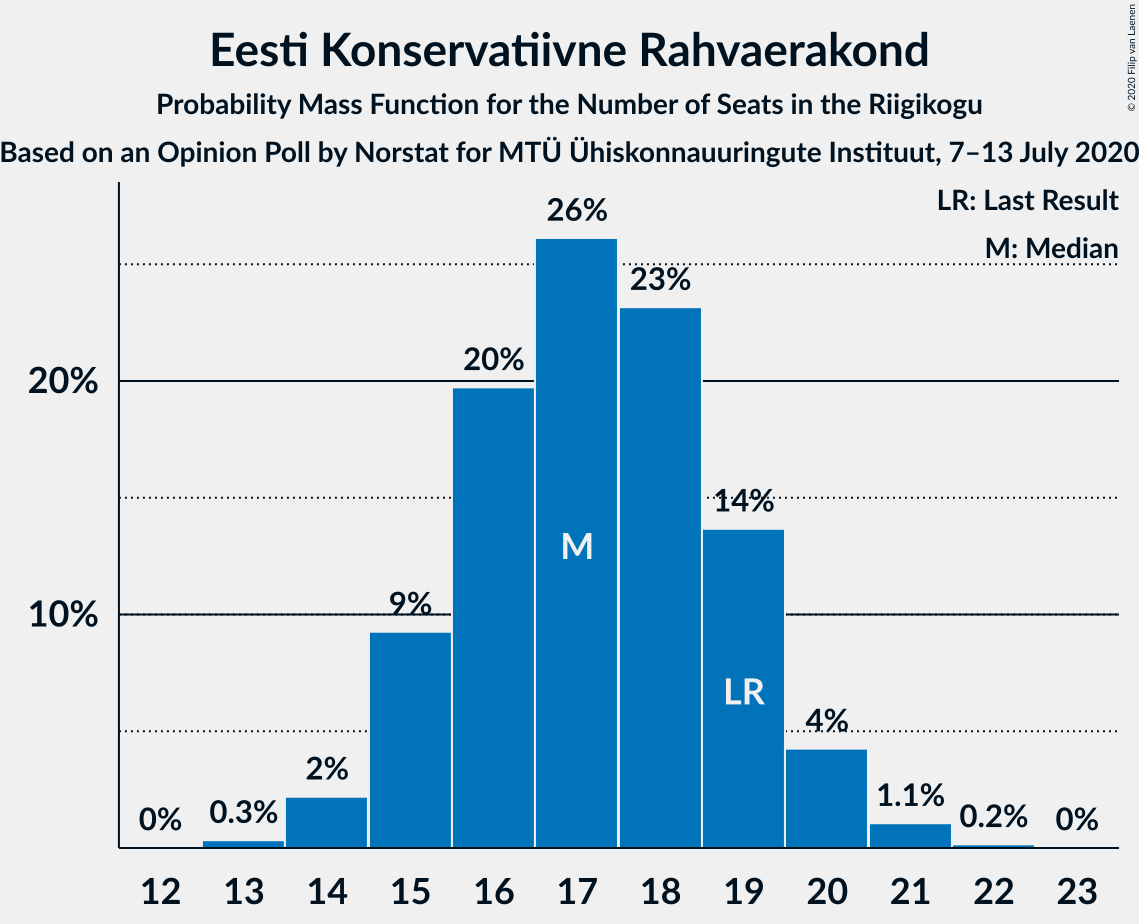 Eesti Konservatiivne Rahvaerakond
Probability Mass Function for the Number of Seats in the Riigikogu
Based on an Opinion Poll by Norstat for MTÜ Ühiskonnauuringute Instituut, 7–13 July 2020
© 2020 Filip van Laenen
LR: Last Result
M: Median
26%
23%
20%
20%
14%
M
10%
9%
LR
4%
2%
1.1%
0.3%
0.2%
0%
0%
12 13 14 15 16 17 18 19 20 21 22 23